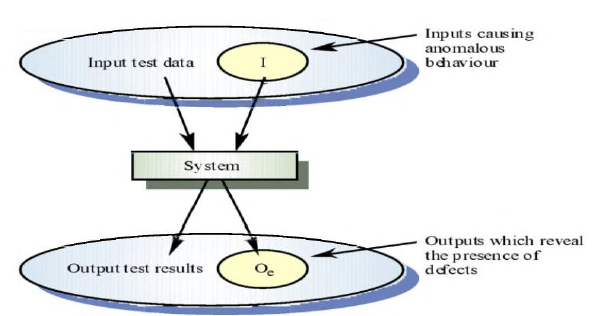 Inputs causing
anomalous
behaviour
Input test data
I
e
System
Outputs which reveal
the presence of
defects
Output test results
Oe